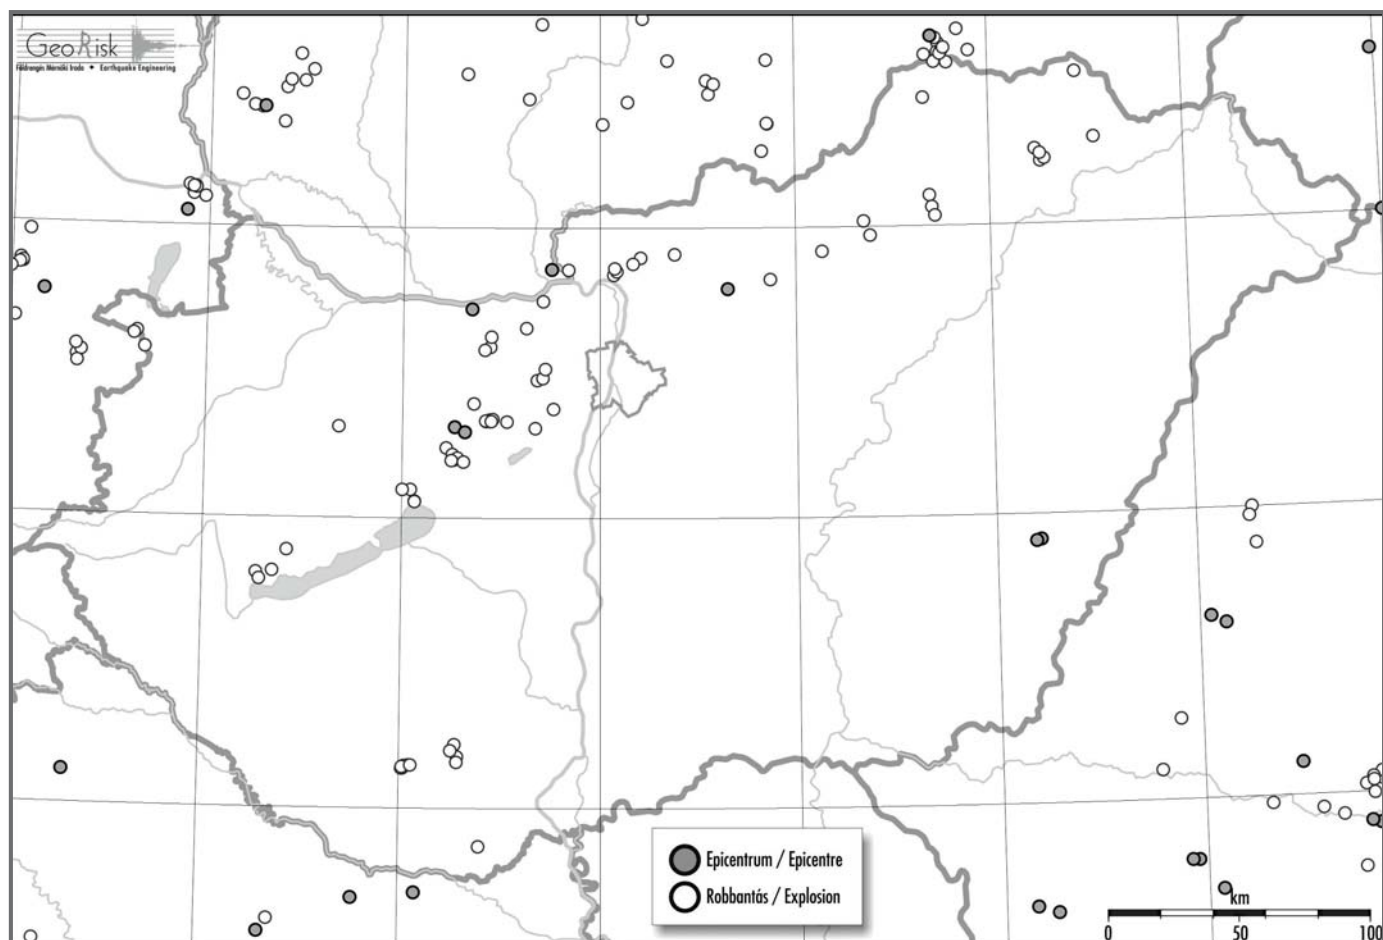 GeoRisk
Földrengés Mérnöki Iroda ✦ Earthquake Engineering
Epicentrum / Epicentre
Robbantás / Explosion
km
0 50 100